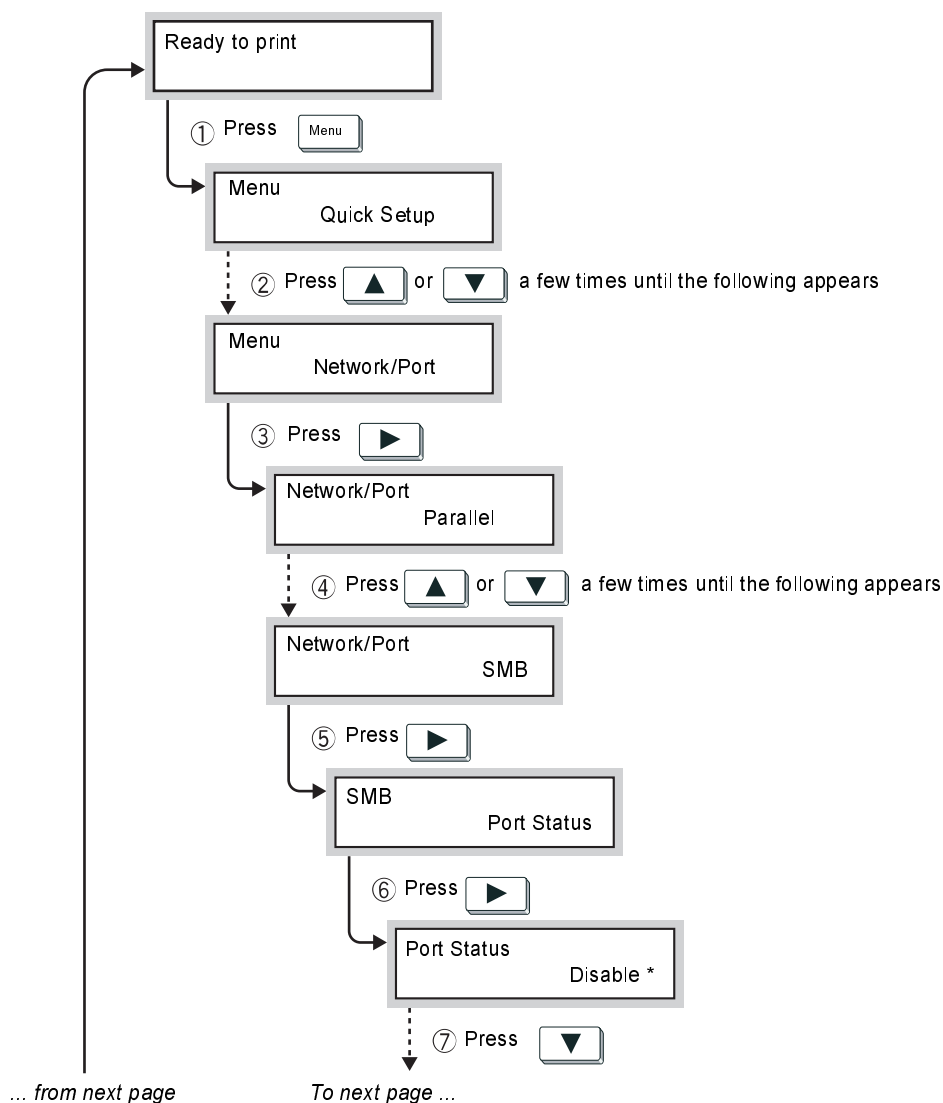 Ready to print
① Press Menu
Menu
Quick Setup
② Press ▲ or ▼ a few times until the following appears
Menu
Network/Port
③ Press ▶
Network/Port
Parallel
④ Press ▲ or ▼ a few times until the following appears
Network/Port
SMB
⑤ Press ▶
SMB
Port Status
⑥ Press ▶
Port Status
Disable *
⑦ Press ▼
... from next page To next page ...